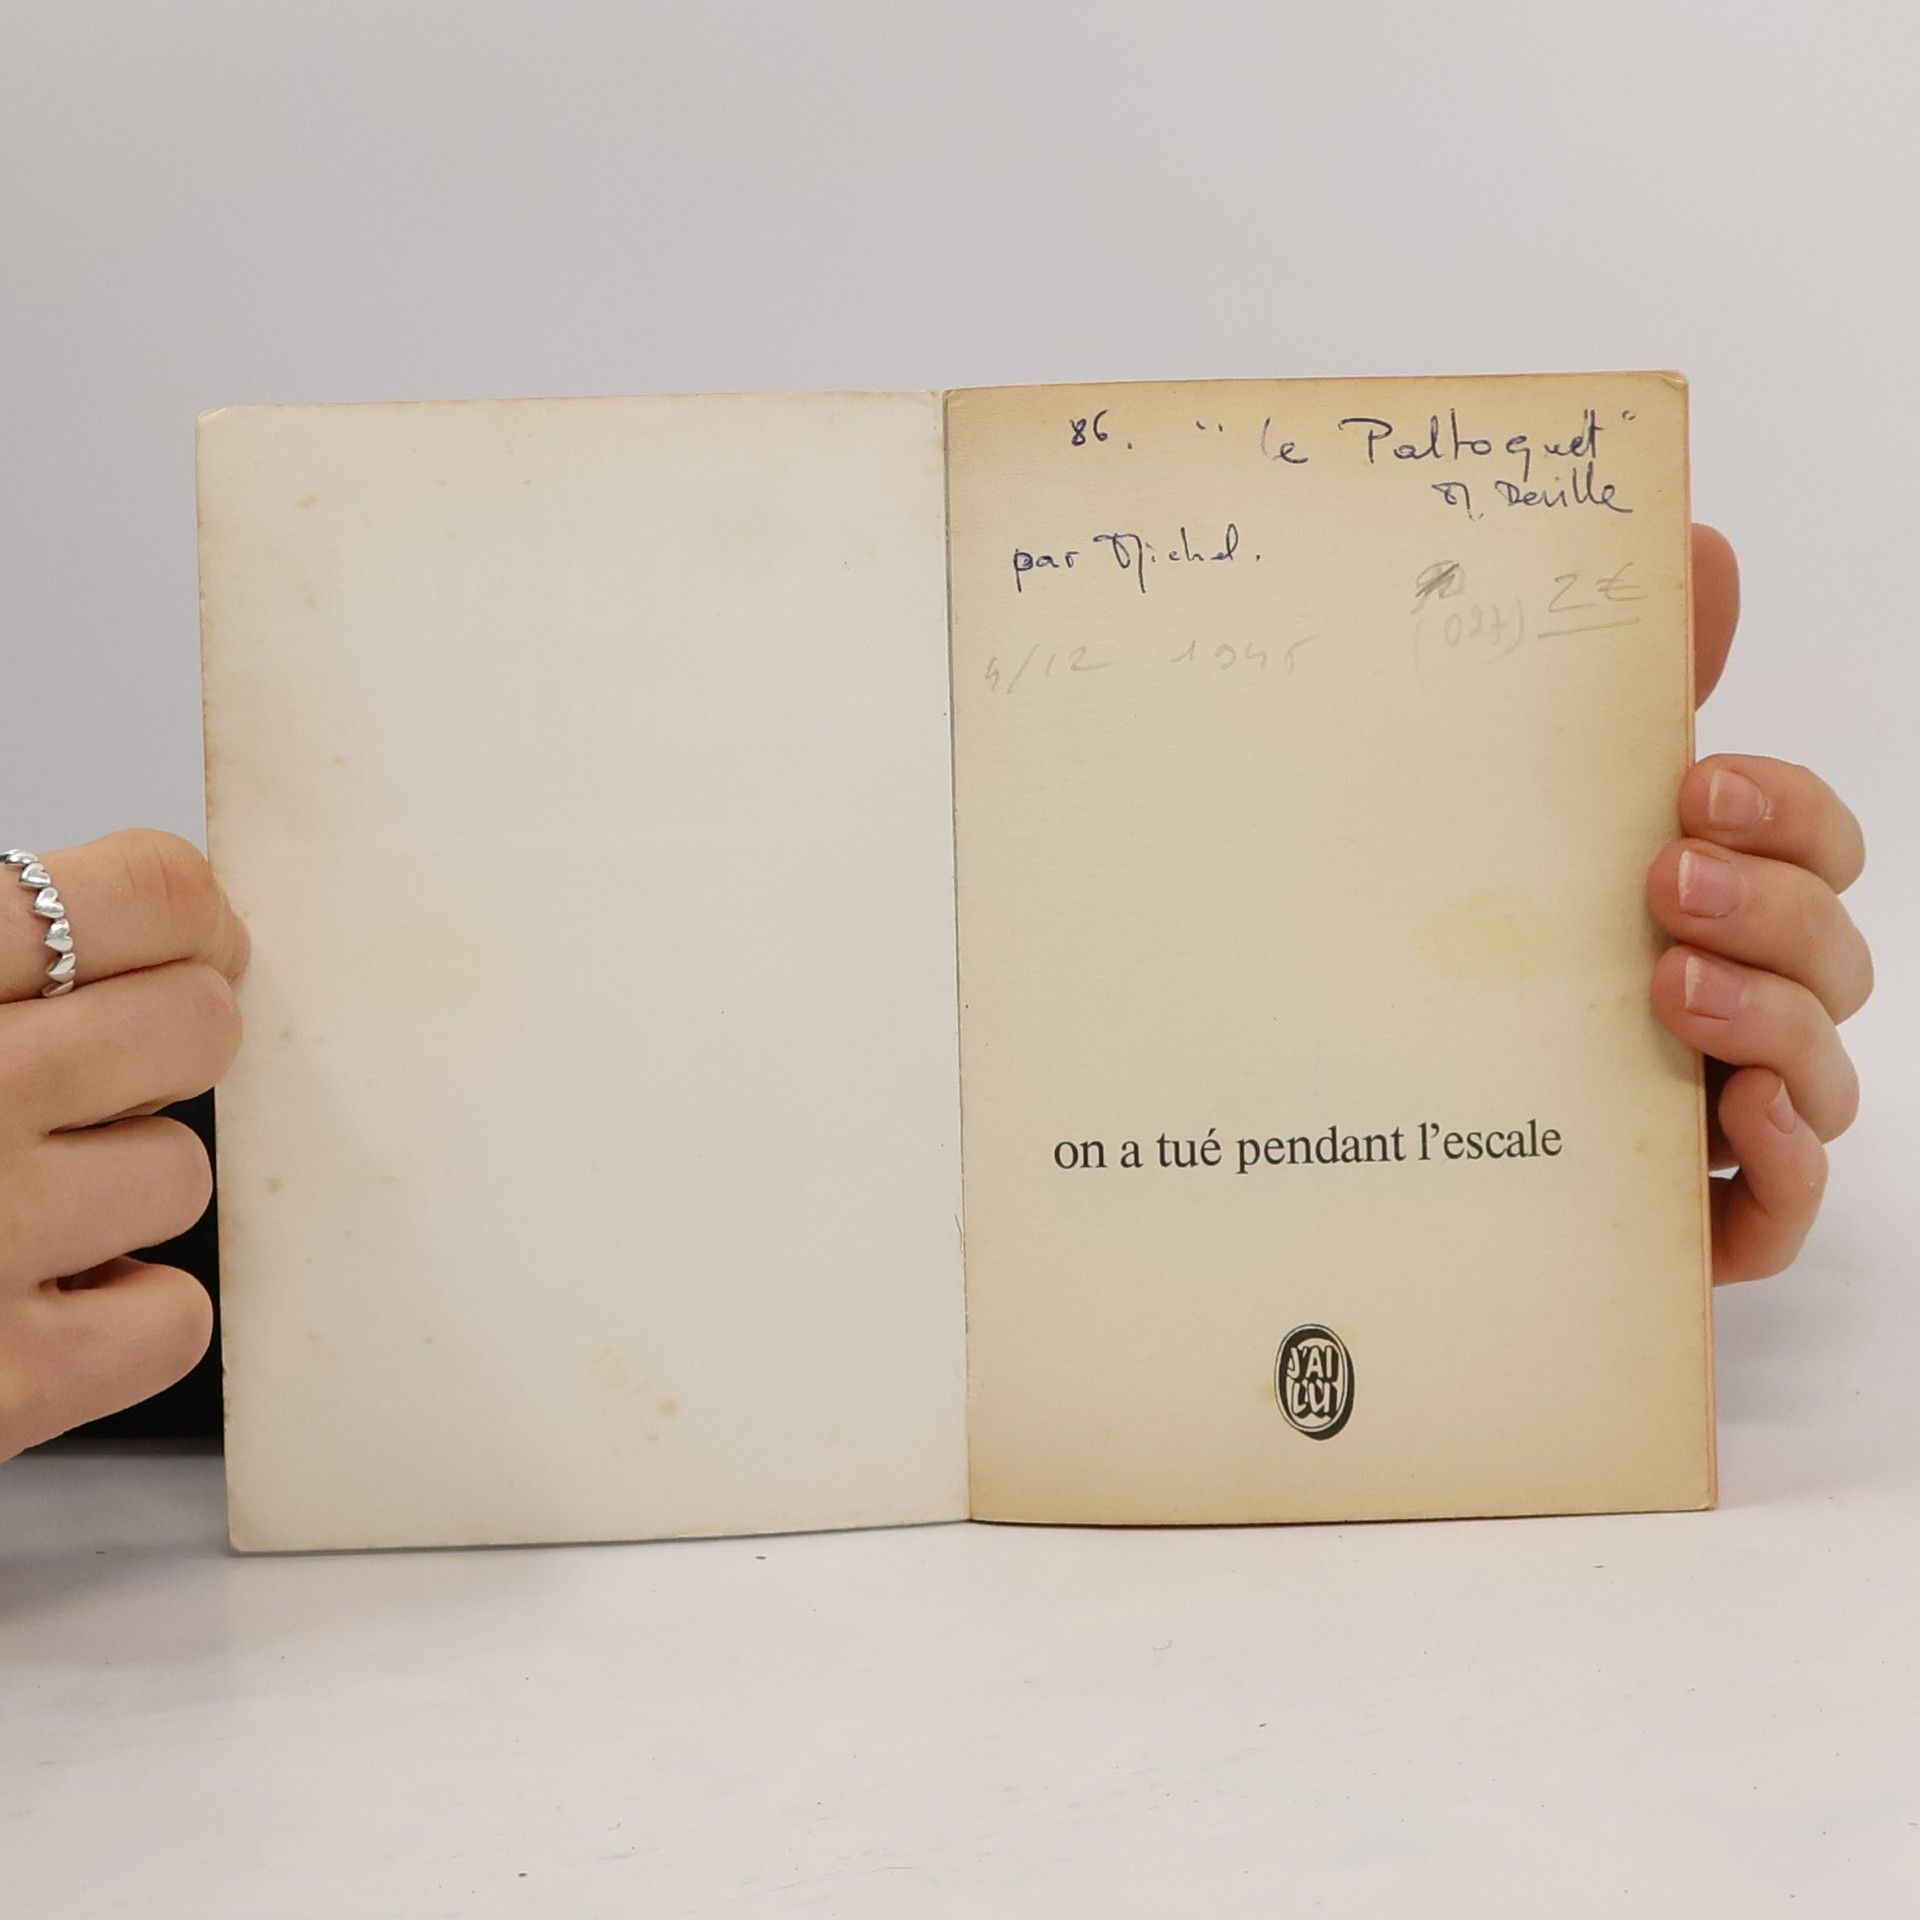 86. " le Paltoquet "
M. Deville
par Michel.
2 €
(027)
4/12 1945
on a tué pendant l'escale
J'AI
LU